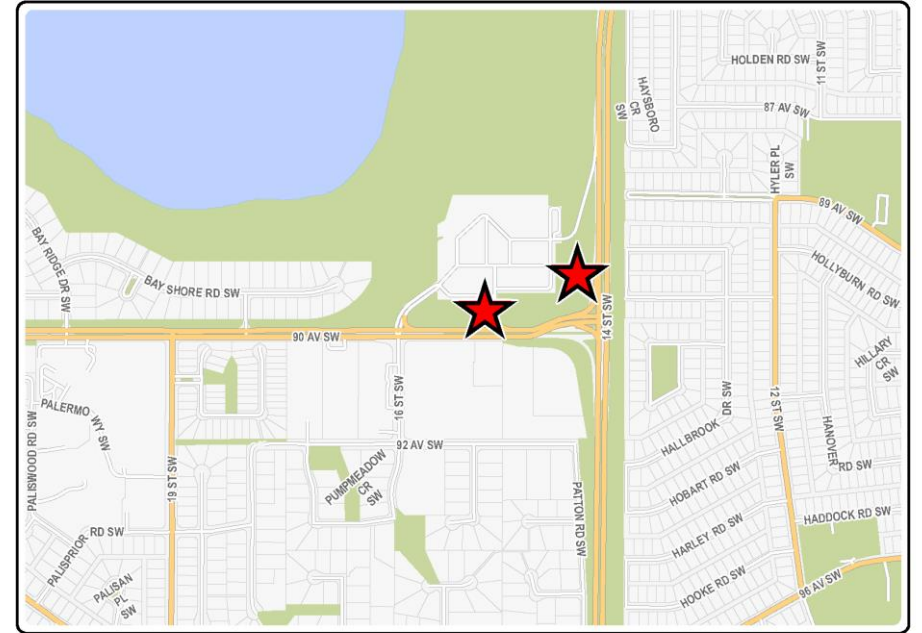 HOLDEN RD SW
11 ST SW
HAYSBORO
CR
SW
87 AV SW
HYLER PL
SW
89 AV SW
BAY RIDGE DR SW
BAY SHORE RD SW
HOLLYBURN RD SW
14 ST SW
90 AV SW
HILLARY
CR
SW
PALERMO WY SW
16 ST SW
DR SW
12 ST SW
PALISWOOD RD SW
92 AV SW
HALLBROOK
HANOVER
RD SW
19 ST SW
PUMPMEADOW
CR
SW
HOBART RD SW
PATTON RD SW
HADDOCK RD SW
PALISPRIOR RD SW
HARLEY RD SW
PALISAN
PL
SW
HOOKE RD SW
96 AV SW